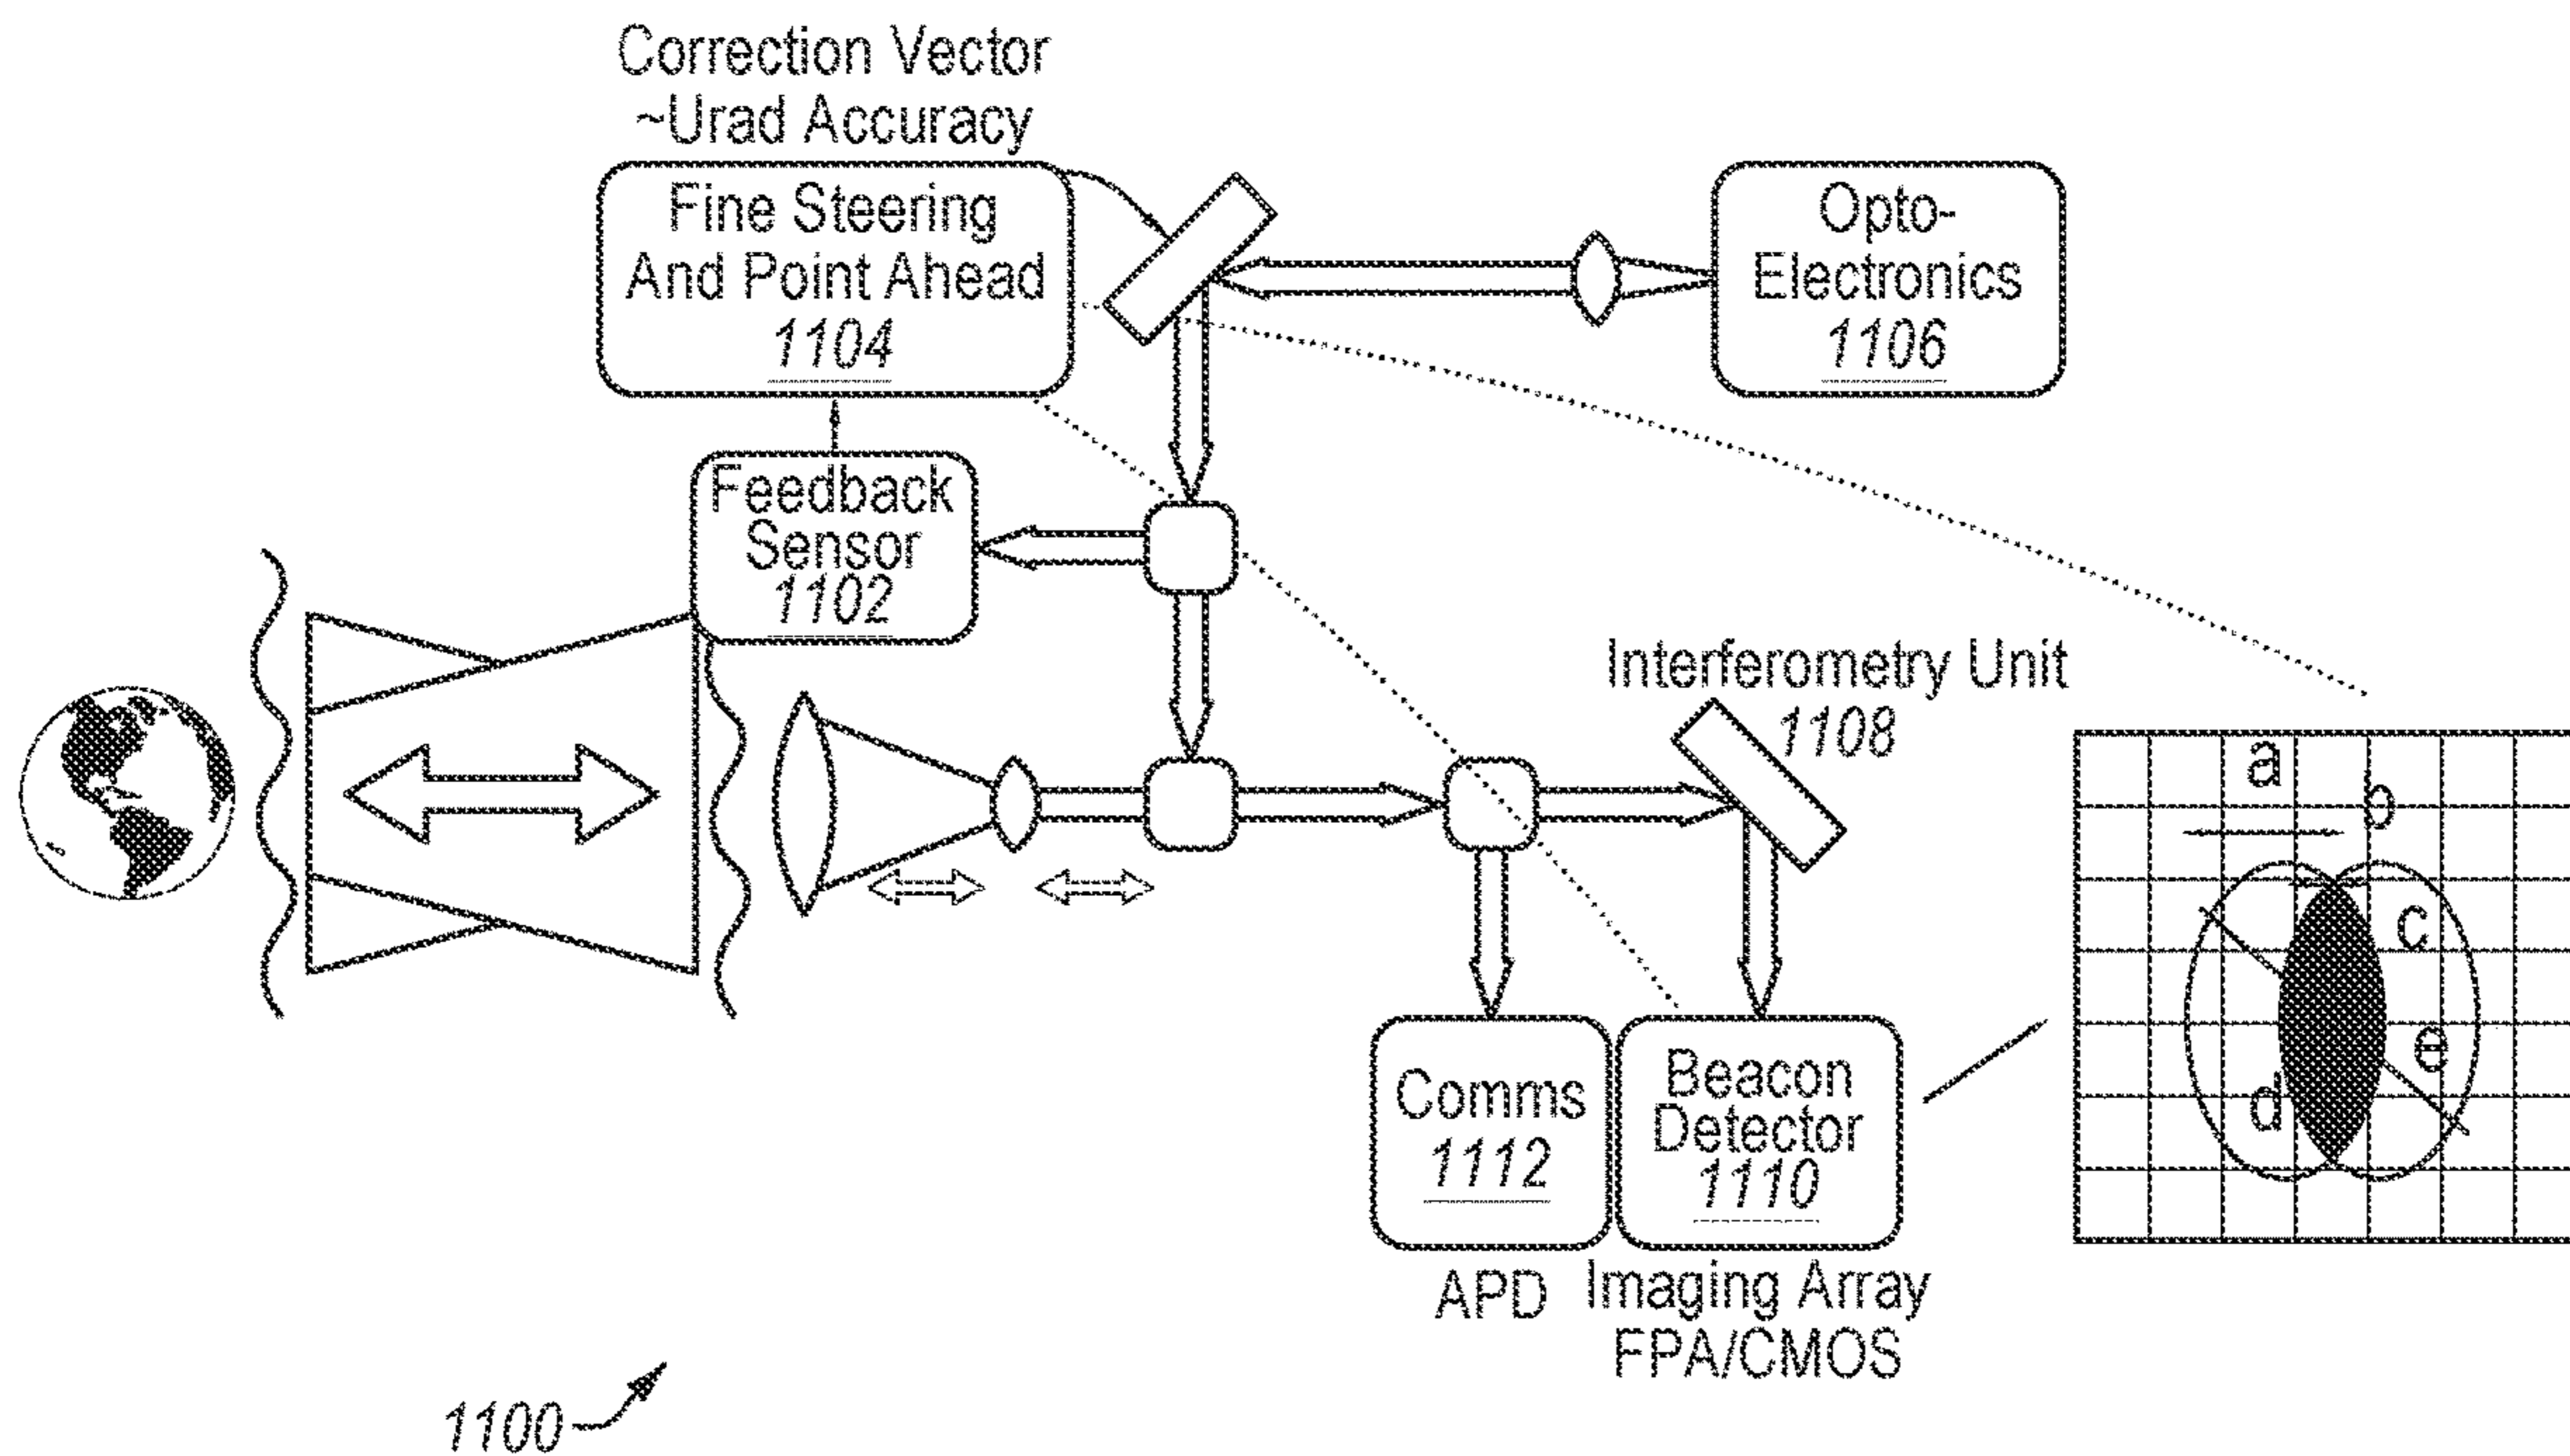 Correction Vector
~Urad Accuracy
Fine Steering
And Point Ahead
1104
Opto-
Electronics
1106
Feedback
Sensor
1102
Interferometry Unit
1108
a
b
c
d
e
Comms
1112
Beacon
Detector
1110
APD
Imaging Array
FPA/CMOS
1100